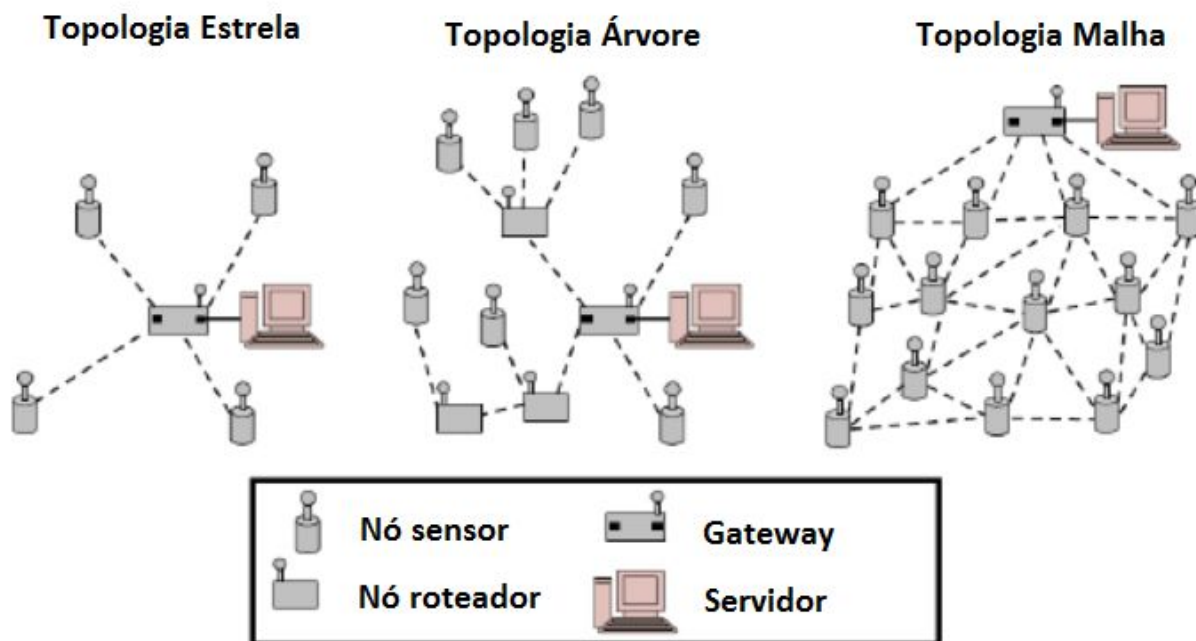 Topologia Estrela
Topologia Árvore
Topologia Malha
Nó sensor
Gateway
Nó roteador
Servidor